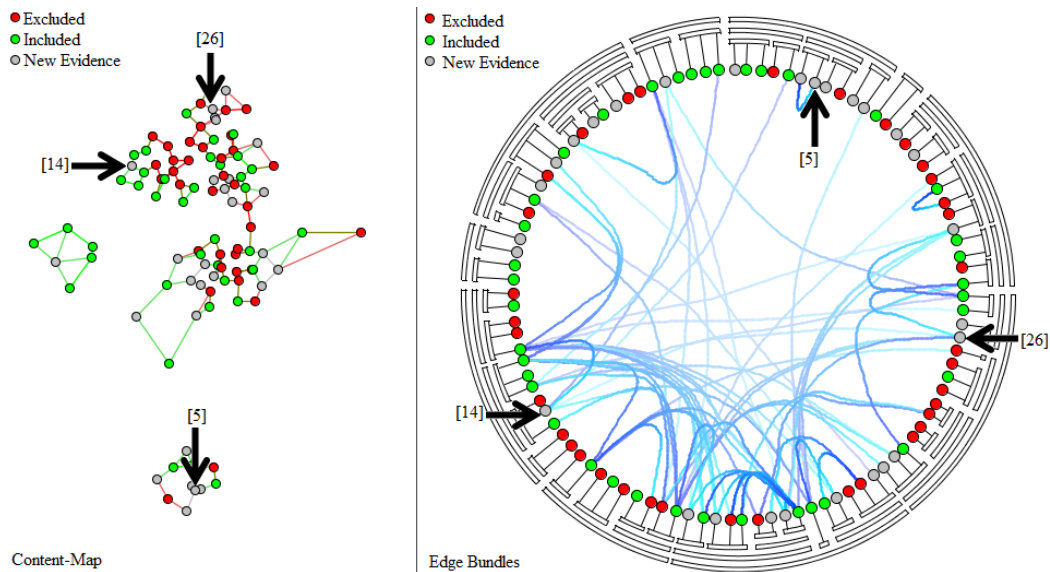 Excluded
Included
New Evidence
[26]
[14]
[5]
Content-Map
Excluded
Included
New Evidence
[5]
[26]
[14]
Edge Bundles